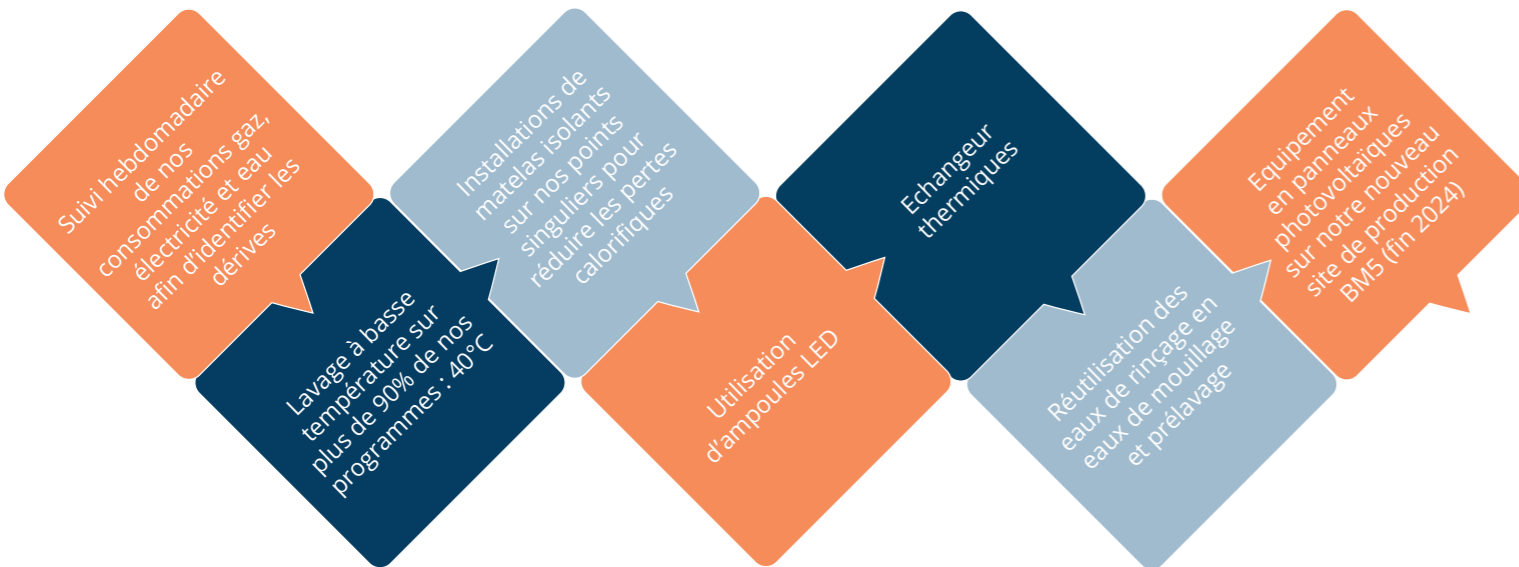 Suivi hebdomadaire
de nos
consommations gaz,
électricité et eau
afin d'identifier les
dérives
Lavage à basse
température sur
plus de 90% de nos
programmes : 40°C
Installations de
matelas isolants
sur nos points
singuliers pour
réduire les pertes
calorifiques
Utilisation
d'ampoules LED
Echangeur
thermiques
Réutilisation des
eaux de rinçage en
eaux de mouillage
et prélavage
Equipement
en panneaux
photovoltaïques
sur notre nouveau
site de production
BM5 (fin 2024)